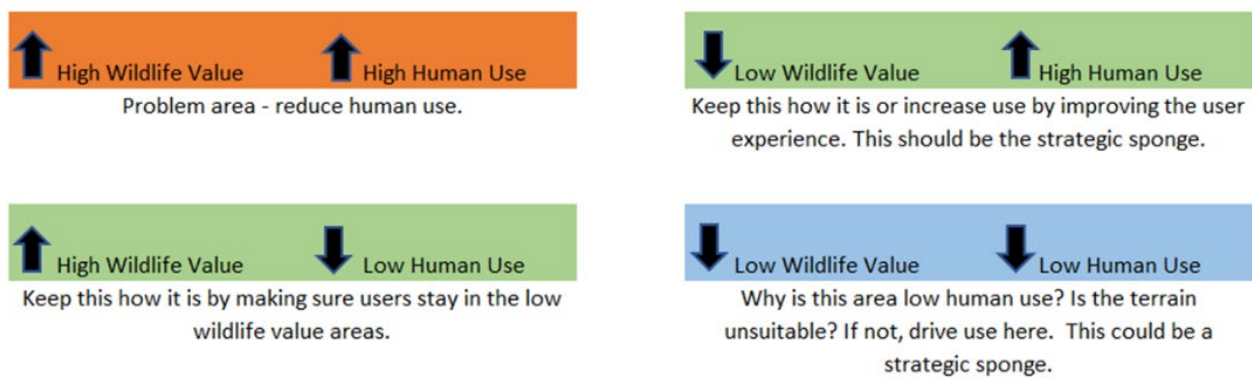 High Wildlife Value High Human Use
Problem area - reduce human use.
Low Wildlife Value High Human Use
Keep this how it is or increase use by improving the user
experience. This should be the strategic sponge.
High Wildlife Value Low Human Use
Keep this how it is by making sure users stay in the low
wildlife value areas.
Low Wildlife Value Low Human Use
Why is this area low human use? Is the terrain
unsuitable? If not, drive use here.  This could be a
strategic sponge.